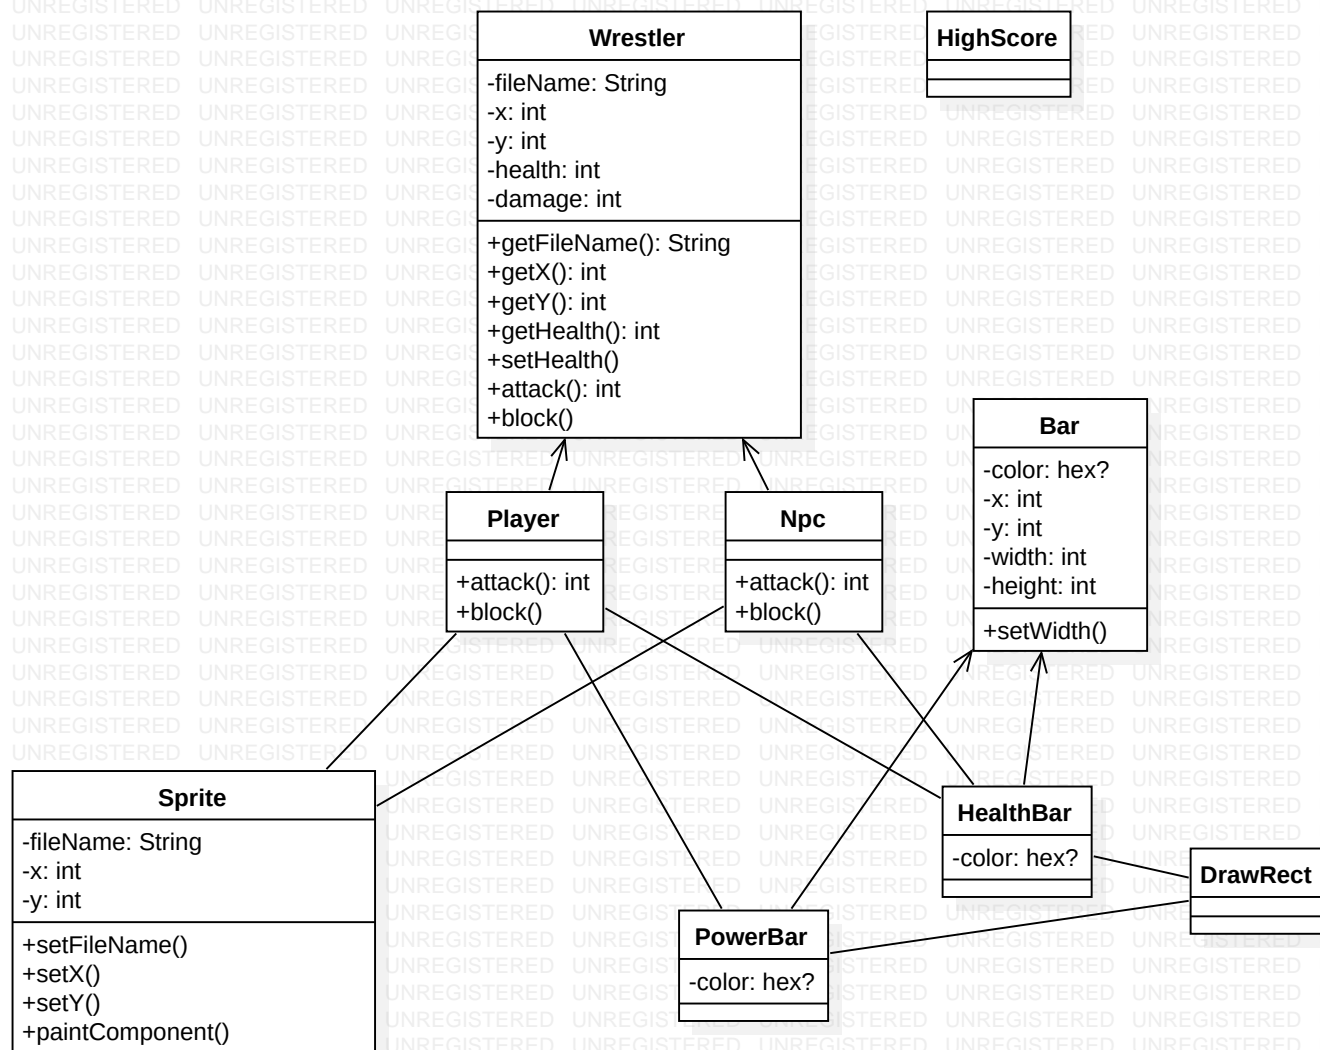 Wrestler
-fileName: String
-x: int
-y: int
-health: int
-damage: int
+getFileName(): String
+getX(): int
+getY(): int
+getHealth(): int
+setHealth()
+attack(): int
+block()
HighScore
Player
+attack(): int
+block()
Npc
+attack(): int
+block()
Bar
-color: hex?
-x: int
-y: int
-width: int
-height: int
+setWidth()
Sprite
-fileName: String
-x: int
-y: int
+setFileName()
+setX()
+setY()
+paintComponent()
PowerBar
-color: hex?
HealthBar
-color: hex?
DrawRect
UNREGISTERED